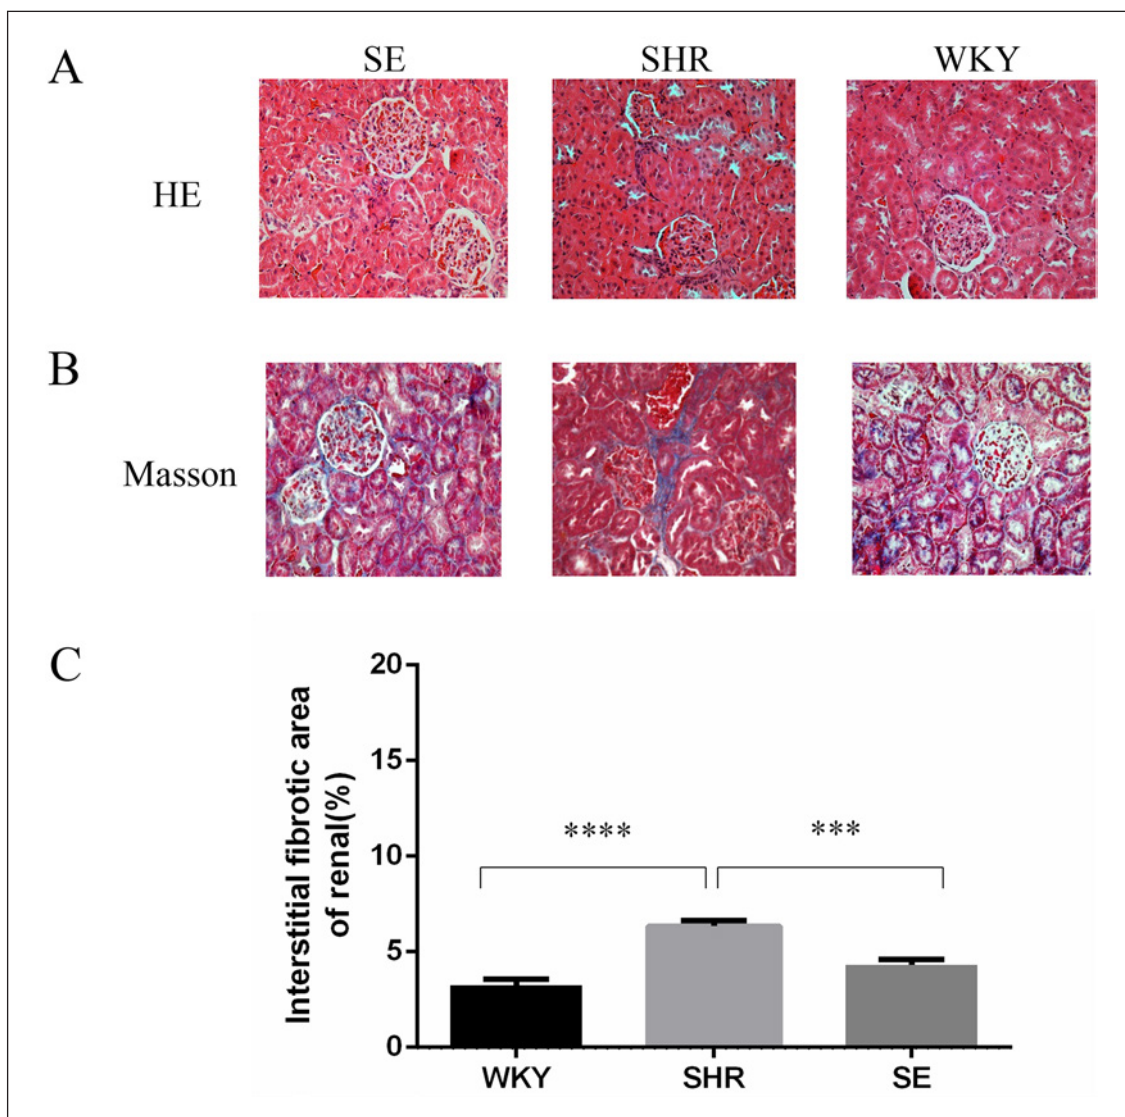 A
SE SHR WKY
HE
B
Masson
C
Interstitial fibrotic area
of renal(%)
20
15
10
5
0
**** ***
WKY SHR SE